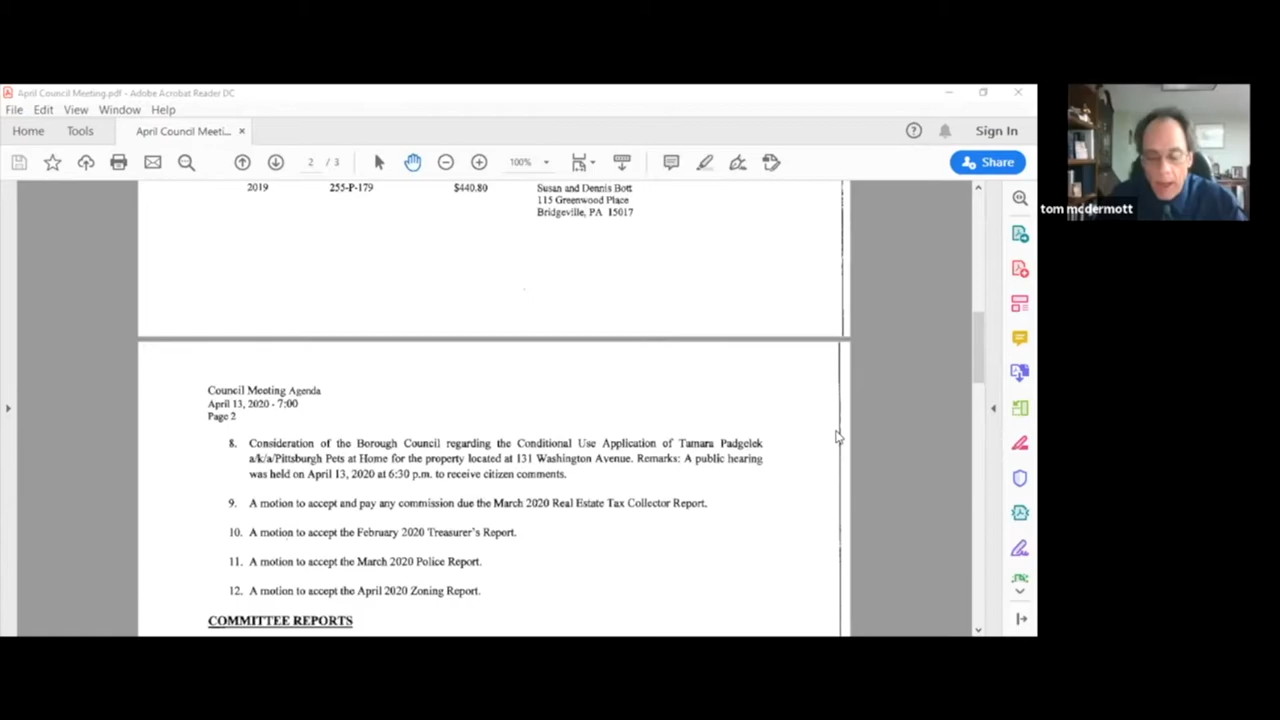 April Council Meeting.pdf - Adobe Acrobat Reader DC
File Edit View Window Help
Home Tools April Council Meeti... × Sign In
2 / 3 100% Share
2019 255-P-179 $440.80 Susan and Dennis Bott
115 Greenwood Place
Bridgeville, PA 15017
tom mcdermott
Council Meeting Agenda
April 13, 2020 - 7:00
Page 2
8. Consideration of the Borough Council regarding the Conditional Use Application of Tamara Padgelek
a/k/a/Pittsburgh Pets at Home for the property located at 131 Washington Avenue. Remarks: A public hearing
was held on April 13, 2020 at 6:30 p.m. to receive citizen comments.
9. A motion to accept and pay any commission due the March 2020 Real Estate Tax Collector Report.
10. A motion to accept the February 2020 Treasurer's Report.
11. A motion to accept the March 2020 Police Report.
12. A motion to accept the April 2020 Zoning Report.
COMMITTEE REPORTS